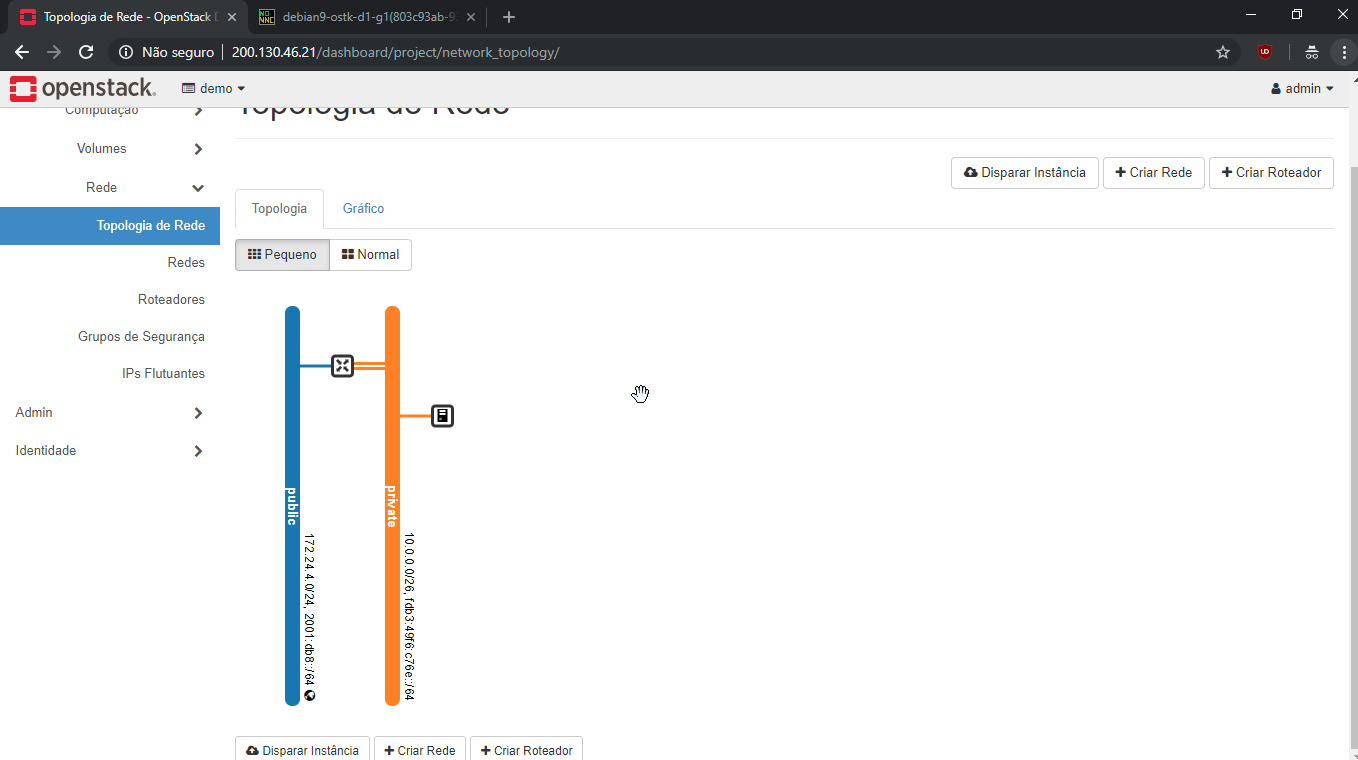 Topologia de Rede - OpenStack D
debian9-ostk-d1-g1(803c93ab-9
Não seguro
200.130.46.21/dashboard/project/network_topology/
openstack.
demo
admin
Topologia de Rede
Computação
Volumes
Rede
Topologia de Rede
Redes
Roteadores
Grupos de Segurança
IPs Flutuantes
Admin
Identidade
Disparar Instância
+ Criar Rede
+ Criar Roteador
Topologia
Gráfico
Pequeno
Normal
public
172.24.4.0/24, 2001:db8::/64
private
10.0.0.0/26, fdb3:49f6:c76e::/64
Disparar Instância
+ Criar Rede
+ Criar Roteador